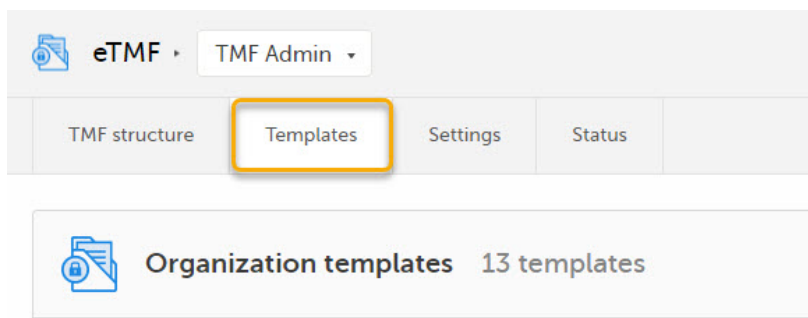 eTMF TMF Admin
TMF structure Templates Settings Status
Organization templates 13 templates